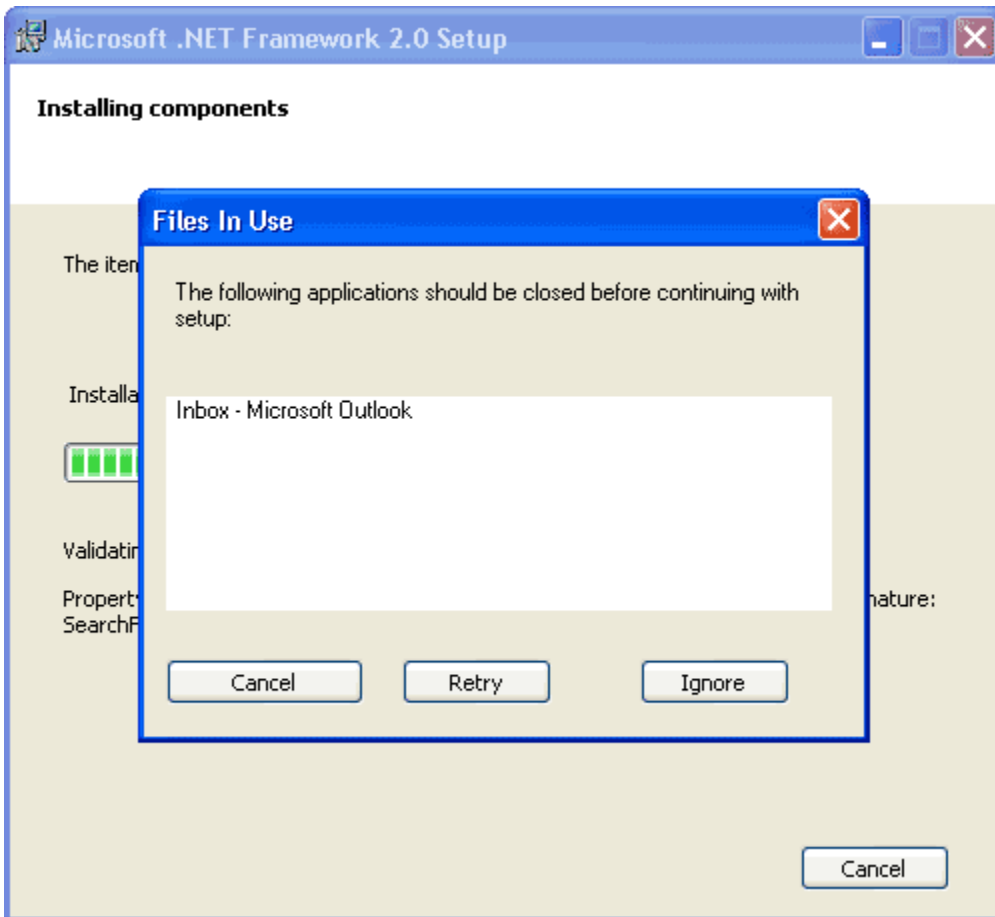 Microsoft .NET Framework 2.0 Setup
Installing components
Files In Use
The following applications should be closed before continuing with
setup:
Inbox - Microsoft Outlook
Cancel
Retry
Ignore
The
Cancel